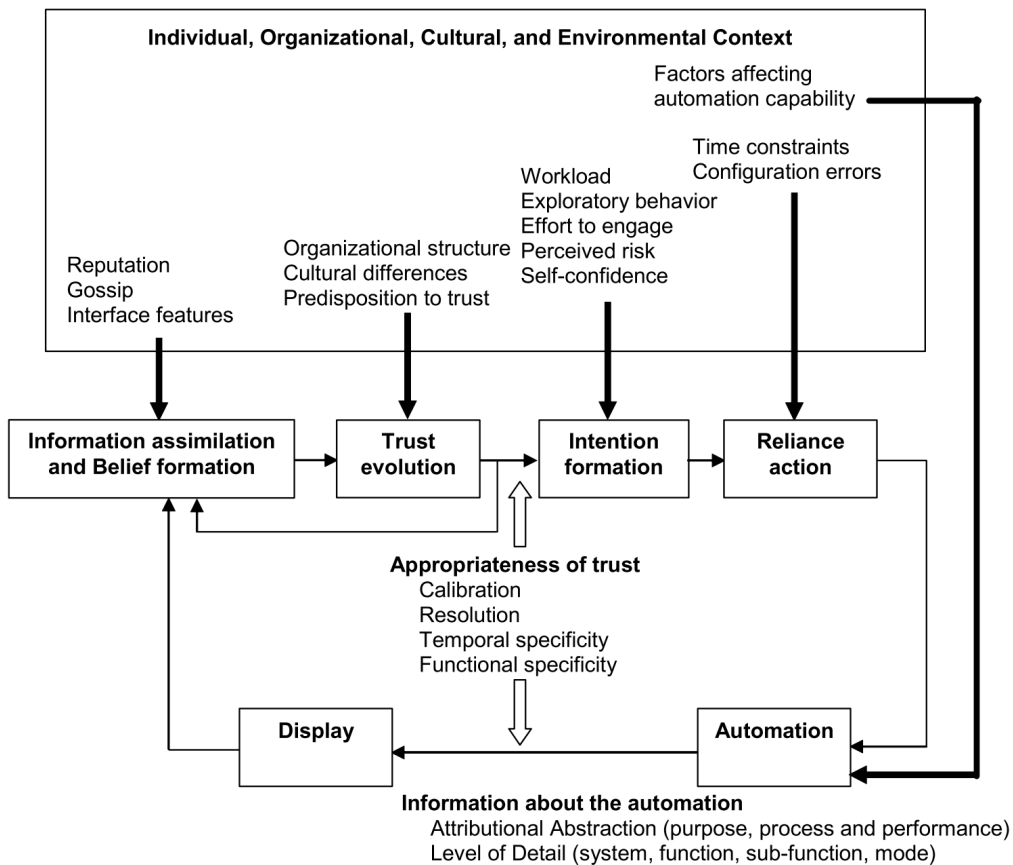 Individual, Organizational, Cultural, and Environmental Context
Factors affecting
automation capability
Time constraints
Configuration errors
Workload
Exploratory behavior
Effort to engage
Perceived risk
Self-confidence
Organizational structure
Cultural differences
Predisposition to trust
Reputation
Gossip
Interface features
Information assimilation
and Belief formation
Trust
evolution
Intention
formation
Reliance
action
Appropriateness of trust
Calibration
Resolution
Temporal specificity
Functional specificity
Display
Automation
Information about the automation
Attributional Abstraction (purpose, process and performance)
Level of Detail (system, function, sub-function, mode)